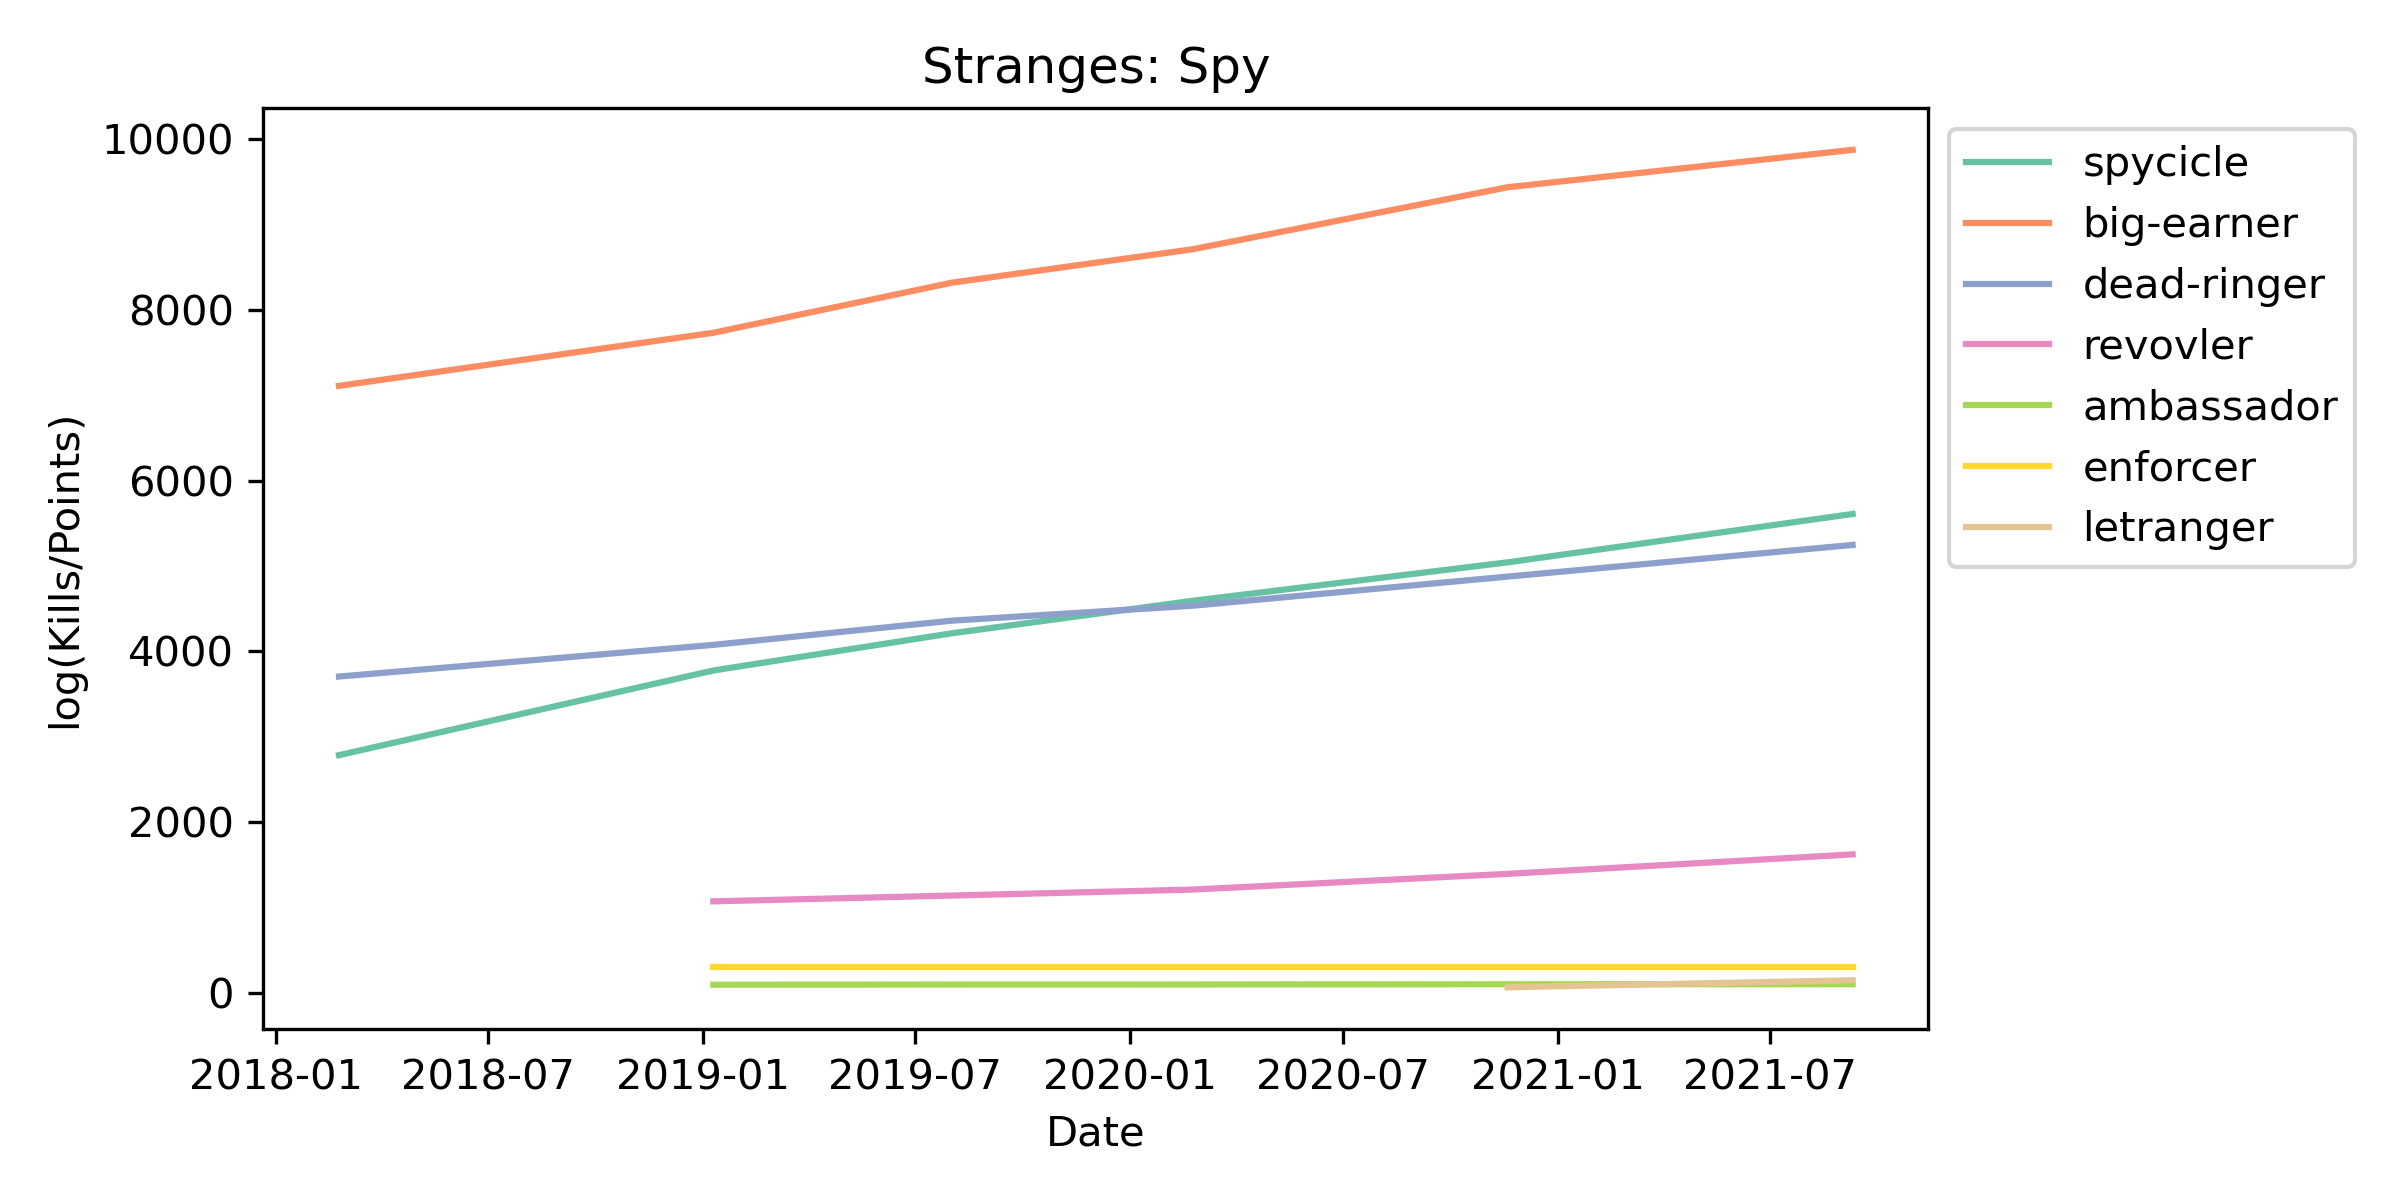 Stranges: Spy
10000
8000
6000
4000
2000
0
log(Kills/Points)
2018-01 2018-07 2019-01 2019-07 2020-01 2020-07 2021-01 2021-07
Date
spycicle
big-earner
dead-ringer
revovler
ambassador
enforcer
letranger